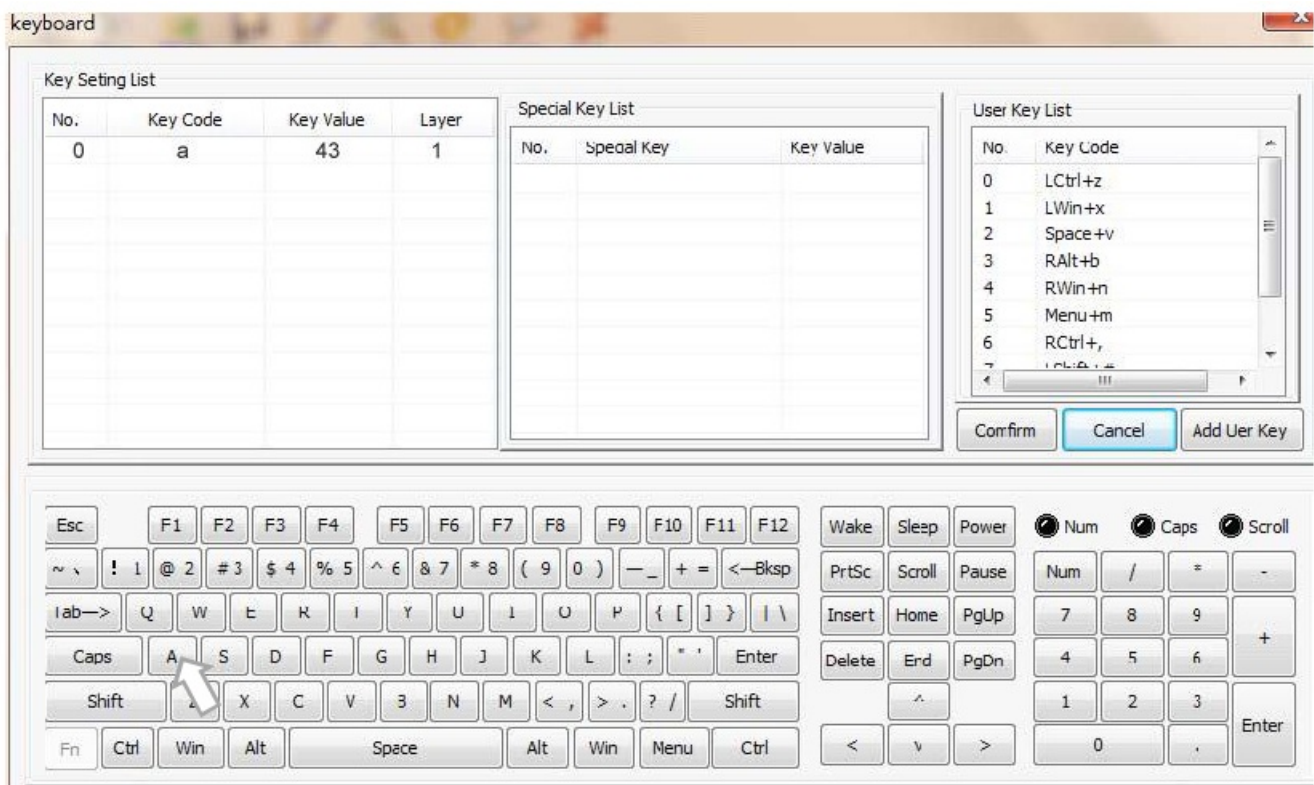 keyboard
Key Seting List
No. Key Code Key Value Layer
0 a 43 1
Special Key List
No. Special Key Key Value
User Key List
No. Key Code
0 LCtrl+z
1 LWin+x
2 Space+v
3 RAlt+b
4 RWin+n
5 Menu+m
6 RCtrl+,
Comfirm Cancel Add Uer Key
Esc F1 F2 F3 F4 F5 F6 F7 F8 F9 F10 F11 F12 Wake Sleep Power Num Caps Scroll
~ 、 ! 1 @ 2 # 3 $ 4 % 5 ^ 6 & 7 * 8 ( 9 0 ) —_ + = <—Bksp PrtSc Scroll Pause Num / * -
Tab—> Q W E R T Y U I O P { [ ] } | \ Insert Home PgUp 7 8 9 +
Caps A S D F G H J K L : ; " ' Enter Delete End PgDn 4 5 6
Shift Z X C V B N M < , > . ? / Shift ^ 1 2 3 Enter
Fn Ctrl Win Alt Space Alt Win Menu Ctrl < v > 0 .